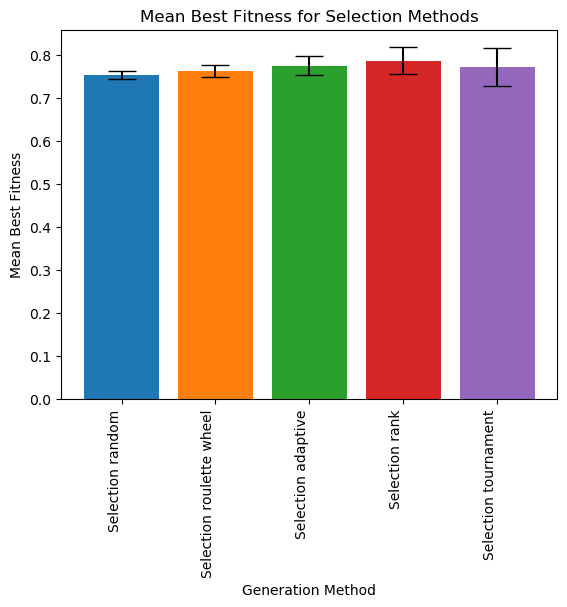 Mean Best Fitness for Selection Methods
Mean Best Fitness
0.8
0.7
0.6
0.5
0.4
0.3
0.2
0.1
0.0
Selection random
Selection roulette wheel
Selection adaptive
Selection rank
Selection tournament
Generation Method